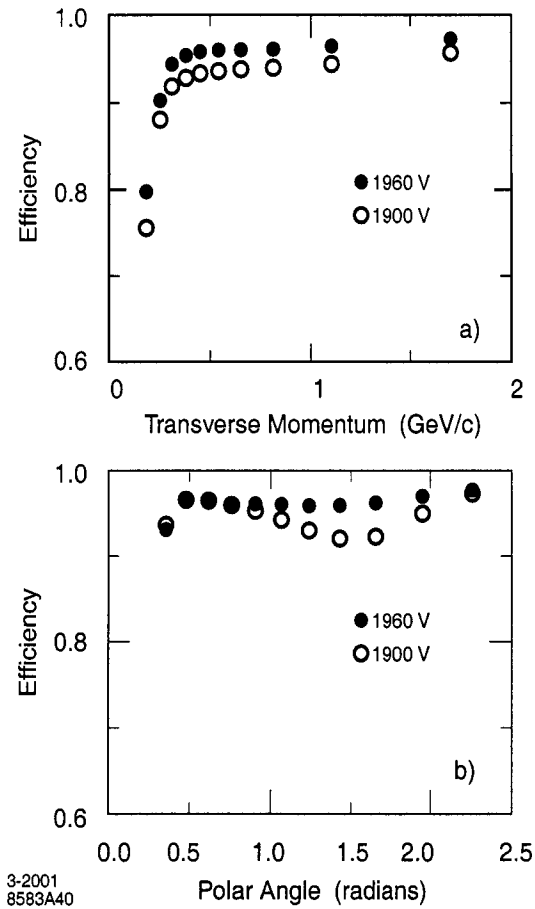 1.0
0.8
0.6
Efficiency
1960 V
1900 V
a)
0 1 2
Transverse Momentum (GeV/c)
1.0
0.8
0.6
Efficiency
1960 V
1900 V
b)
0.0 0.5 1.0 1.5 2.0 2.5
Polar Angle (radians)
3-2001
8583A40